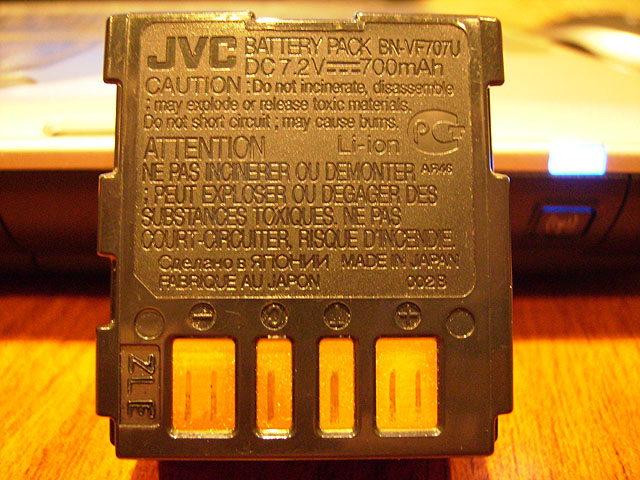 JVC BATTERY PACK BN-VF707U
DC 7.2V 700mAh
CAUTION : Do not incinerate, disassemble
; may explode or release toxic materials.
Do not short circuit ; may cause burns.
ATTENTION Li-ion
NE PAS INCINERER OU DEMONTER
; PEUT EXPLOSER OU DEGAGER DES
SUBSTANCES TOXIQUES. NE PAS
COURT-CIRCUITER, RISQUE D'INCENDIE.
Сделано в ЯПОНИИ MADE IN JAPAN
FABRIQUE AU JAPON
ZLE